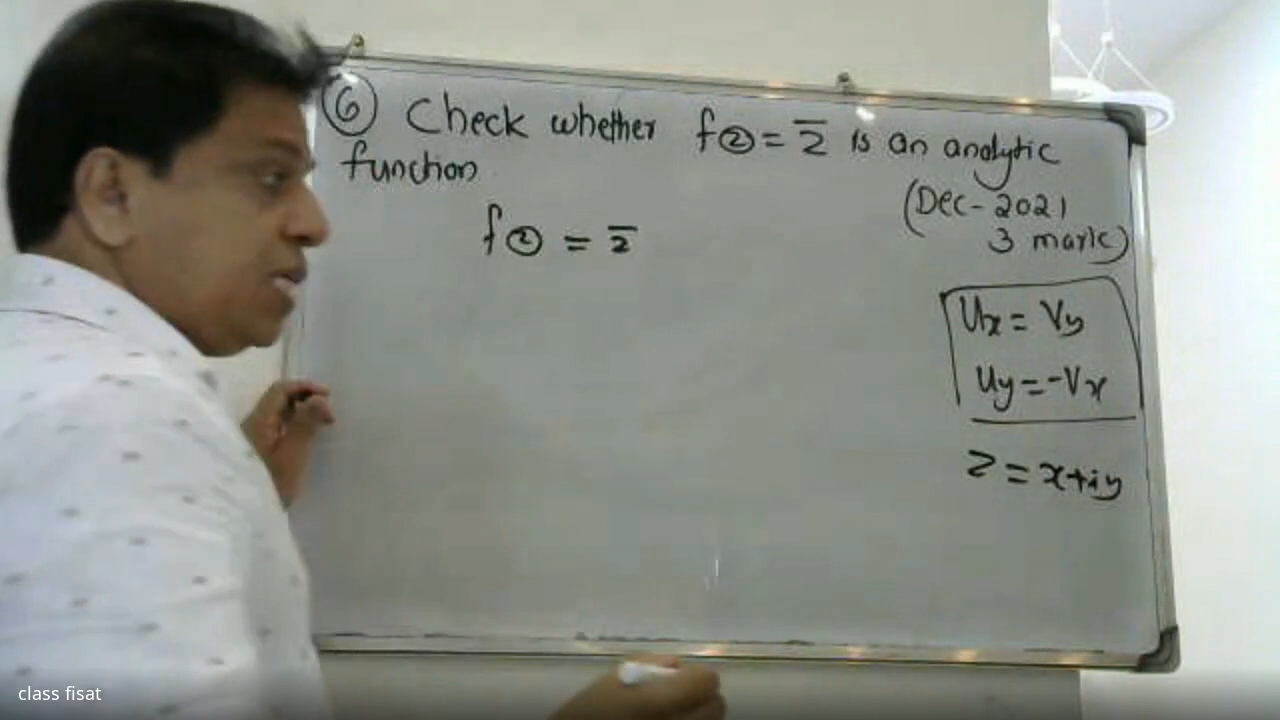 ⑥ Check whether f(z) = z̅ is an analytic
function
(Dec-2021
3 mark)
f(z) = z̅
Ux = Vy
Uy = -Vx
z = x+iy
class fisat